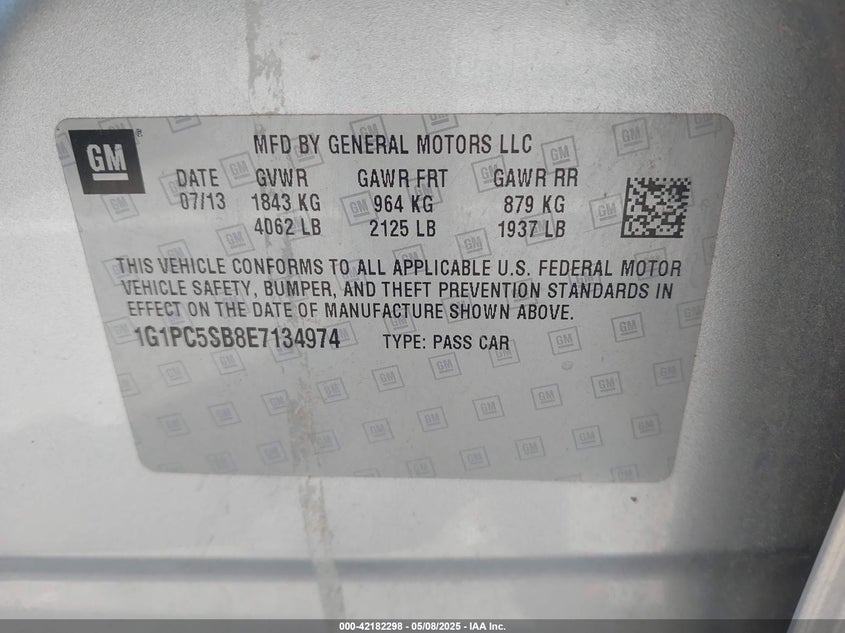 GM
MFD BY GENERAL MOTORS LLC
DATE GVWR GAWR FRT GAWR RR
07/13 1843 KG 964 KG 879 KG
4062 LB 2125 LB 1937 LB
THIS VEHICLE CONFORMS TO ALL APPLICABLE U.S. FEDERAL MOTOR
VEHICLE SAFETY, BUMPER, AND THEFT PREVENTION STANDARDS IN
EFFECT ON THE DATE OF MANUFACTURE SHOWN ABOVE.
1G1PC5SB8E7134974 TYPE: PASS CAR
000-42182298 - 05/08/2025 - IAA Inc.